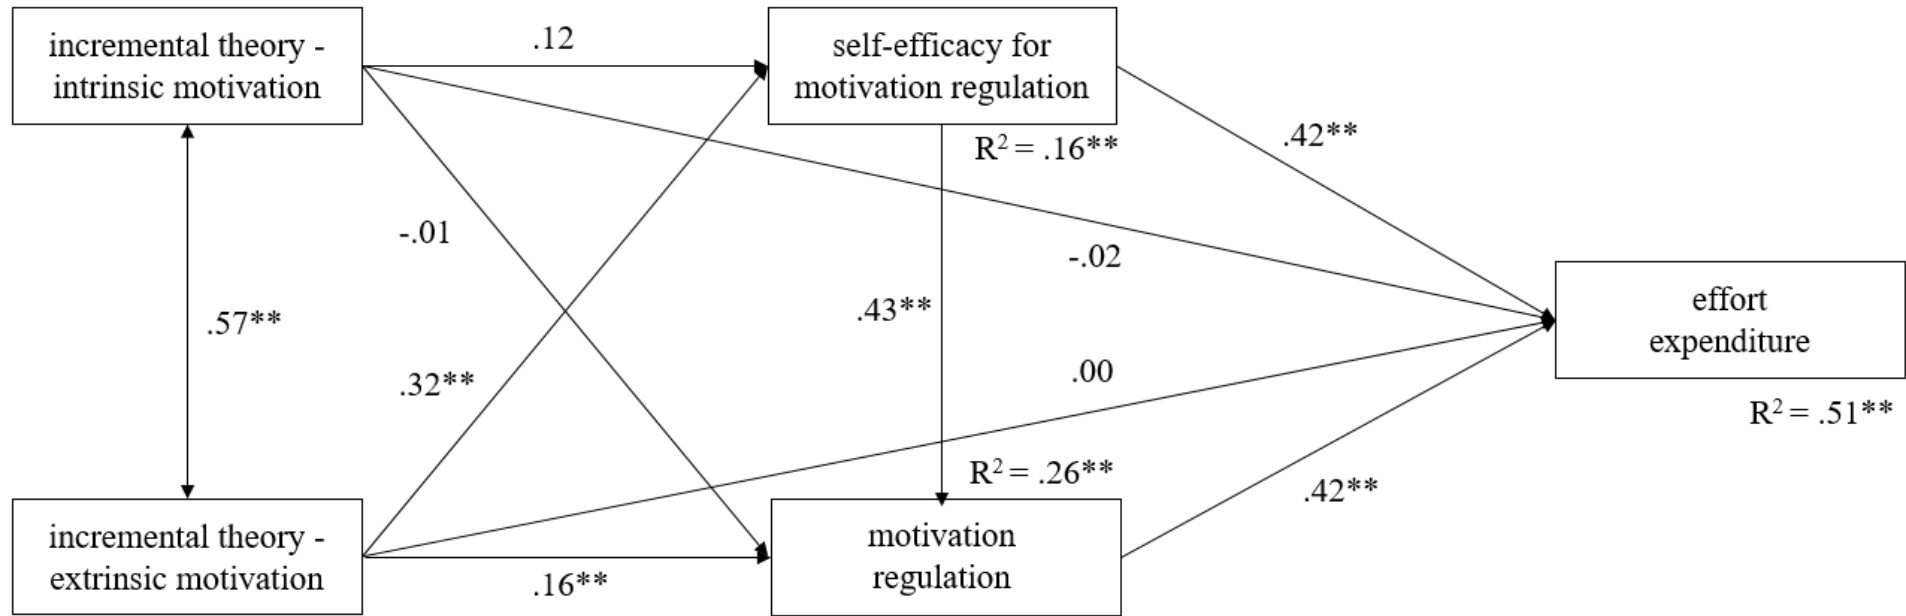 incremental theory -
intrinsic motivation
.12
self-efficacy for
motivation regulation
R² = .16**
.42**
-.01
-.02
.57**
.43**
effort
expenditure
.32**
.00
R² = .51**
R² = .26**
.42**
incremental theory -
extrinsic motivation
.16**
motivation
regulation